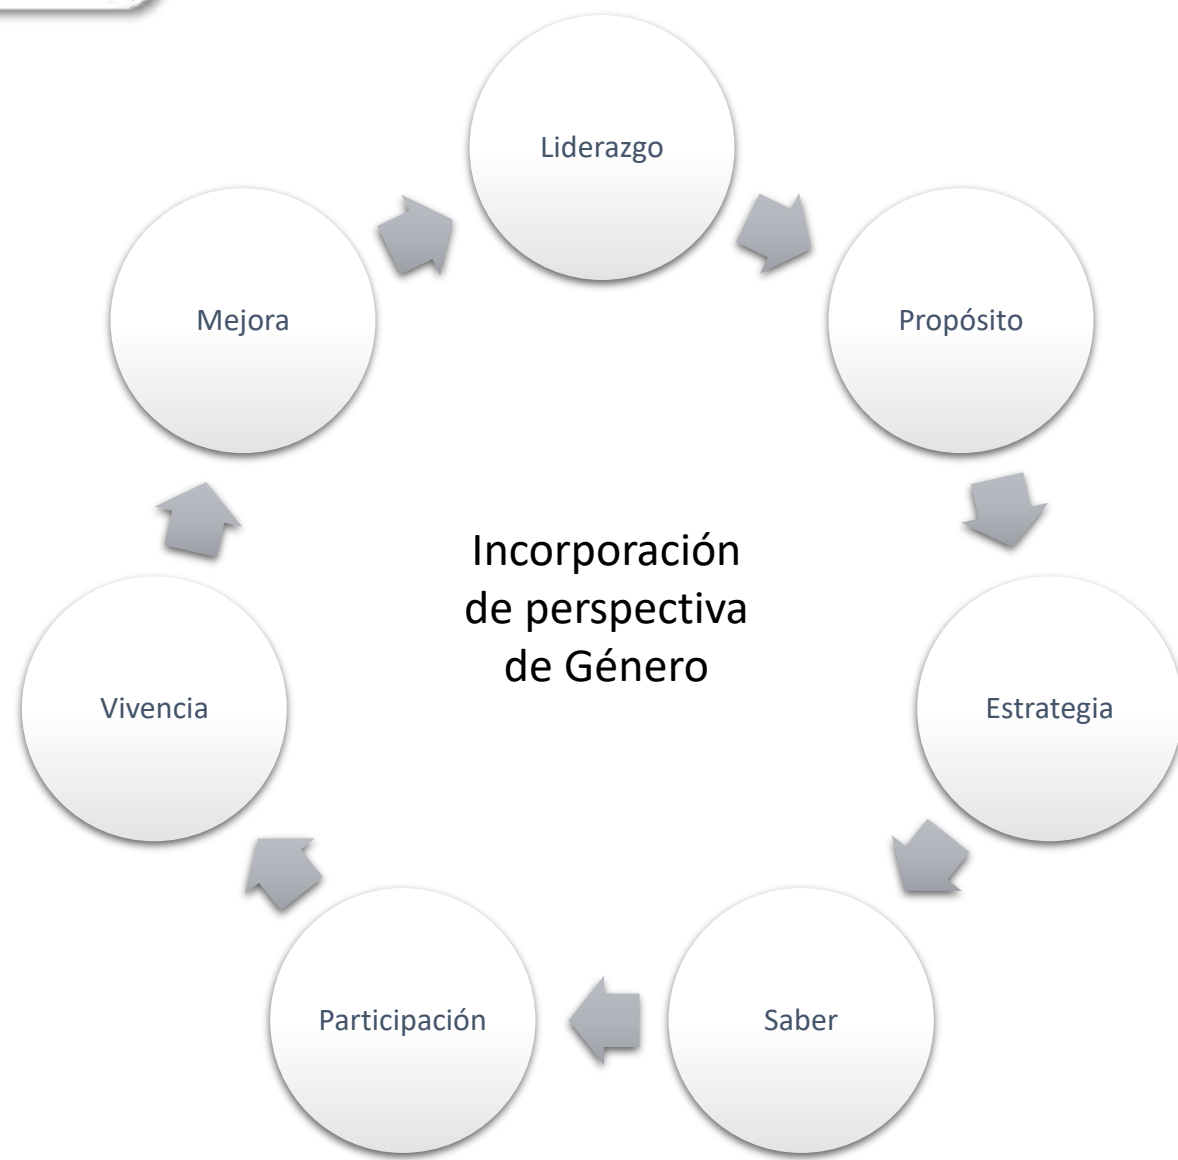 Liderazgo
Propósito
Estrategia
Saber
Participación
Vivencia
Mejora
Incorporación
de perspectiva
de Género